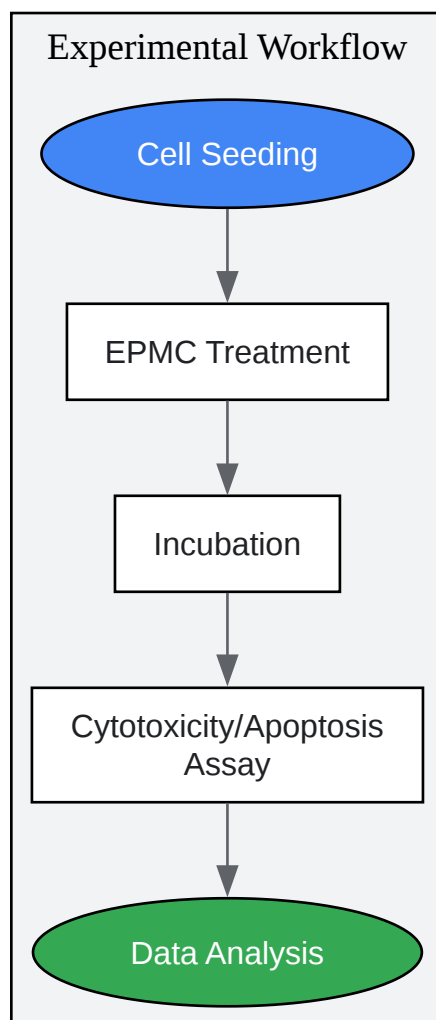 Experimental Workflow
Cell Seeding
EPMC Treatment
Incubation
Cytotoxicity/Apoptosis
Assay
Data Analysis